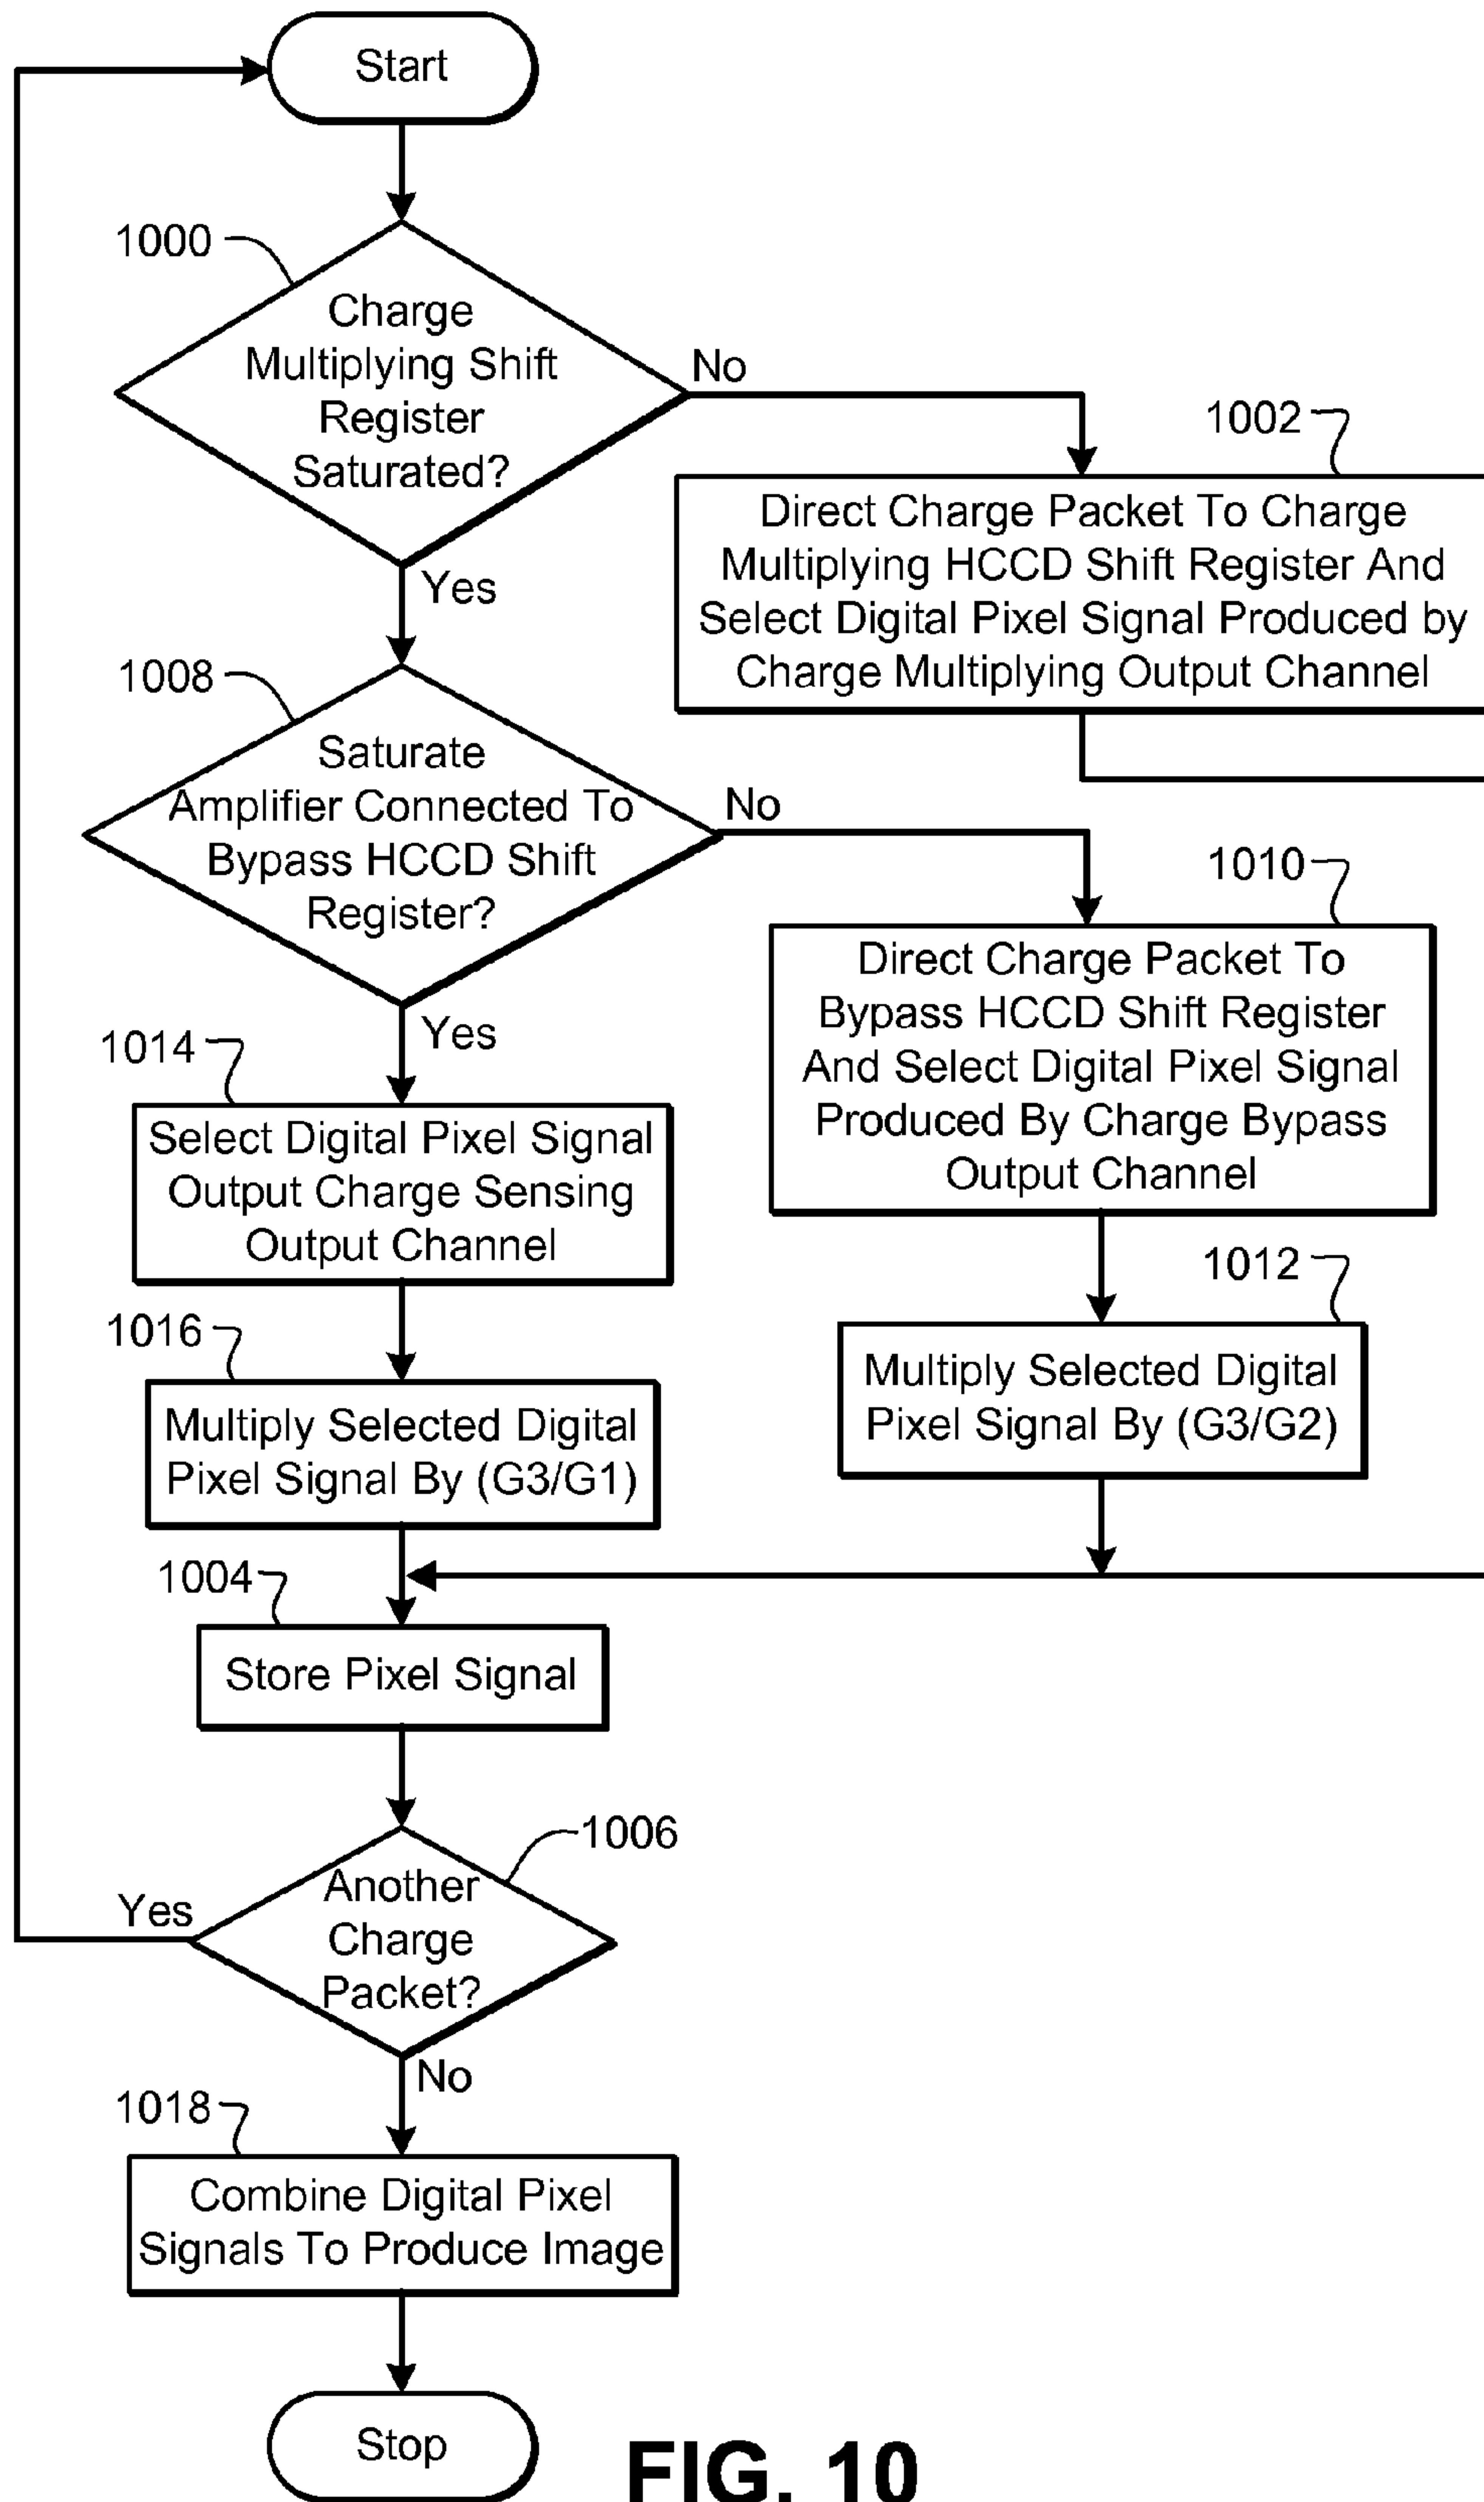 Start
1000
Charge
Multiplying Shift
Register
Saturated?
No
Yes
1002
Direct Charge Packet To Charge
Multiplying HCCD Shift Register And
Select Digital Pixel Signal Produced by
Charge Multiplying Output Channel
1008
Saturate
Amplifier Connected To
Bypass HCCD Shift
Register?
No
Yes
1010
Direct Charge Packet To
Bypass HCCD Shift Register
And Select Digital Pixel Signal
Produced By Charge Bypass
Output Channel
1014
Select Digital Pixel Signal
Output Charge Sensing
Output Channel
1012
Multiply Selected Digital
Pixel Signal By (G3/G2)
1016
Multiply Selected Digital
Pixel Signal By (G3/G1)
1004
Store Pixel Signal
1006
Another
Charge
Packet?
Yes
No
1018
Combine Digital Pixel
Signals To Produce Image
Stop
FIG. 10